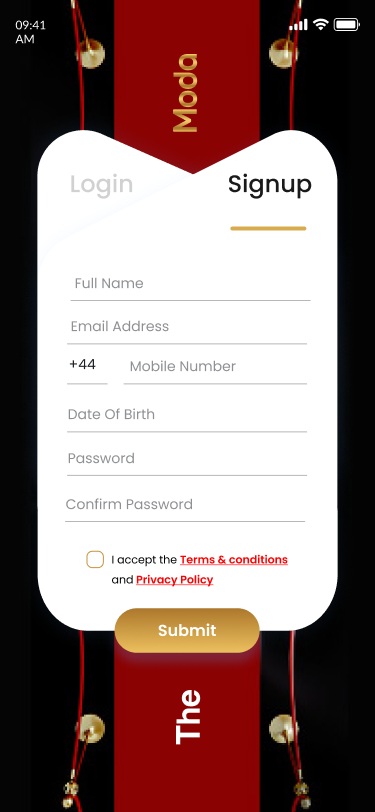 09:41
AM
Moda
Login
Signup
Full Name
Email Address
+44
Mobile Number
Date Of Birth
Password
Confirm Password
I accept the Terms & conditions
and Privacy Policy
Submit
The